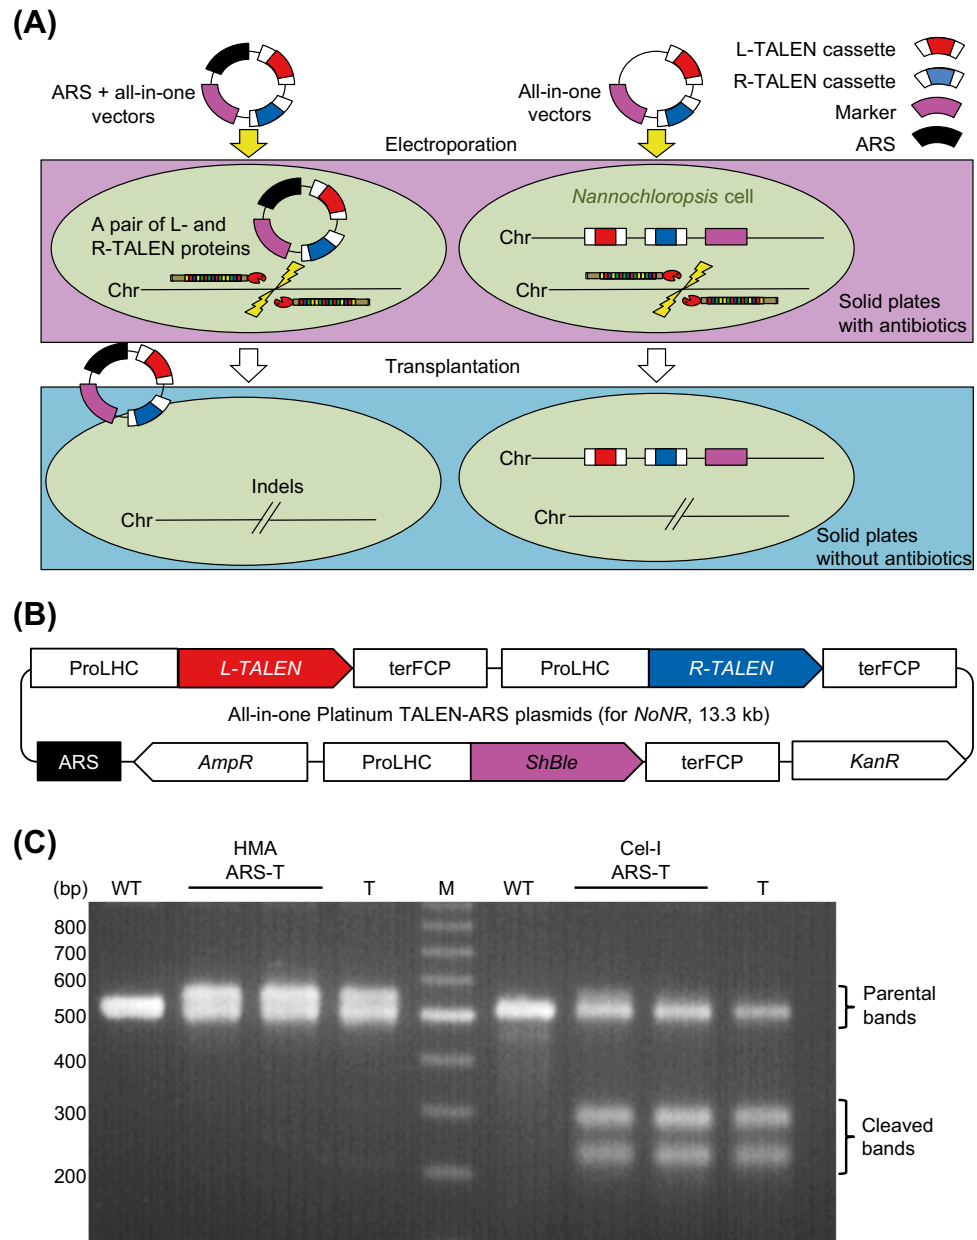 (A)
ARS + all-in-one
vectors
All-in-one
vectors
L-TALEN cassette
R-TALEN cassette
Marker
ARS
Electroporation
A pair of L- and
R-TALEN proteins
Chr
Nannochloropsis cell
Chr
Chr
Solid plates
with antibiotics
Transplantation
Indels
Chr
Chr
Chr
Solid plates
without antibiotics
(B)
ProLHC L-TALEN terFCP ProLHC R-TALEN terFCP
All-in-one Platinum TALEN-ARS plasmids (for NoNR, 13.3 kb)
ARS AmpR ProLHC ShBle terFCP KanR
(C)
HMA Cel-I
ARS-T ARS-T
(bp) WT T M WT T
800
700
600
500
400
300
200
Parental
bands
Cleaved
bands